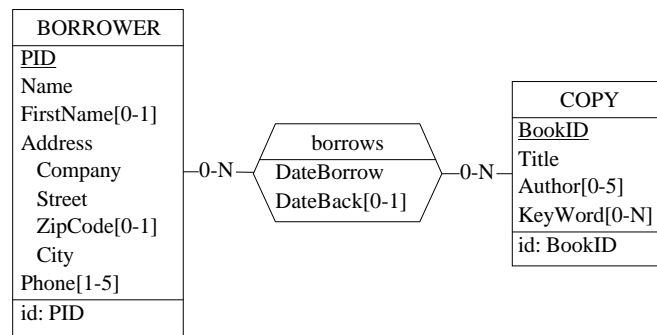 BORROWER
PID
Name
FirstName[0-1]
Address
Company
Street
ZipCode[0-1]
City
Phone[1-5]
id: PID
0-N
borrows
DateBorrow
DateBack[0-1]
0-N
COPY
BookID
Title
Author[0-5]
KeyWord[0-N]
id: BookID